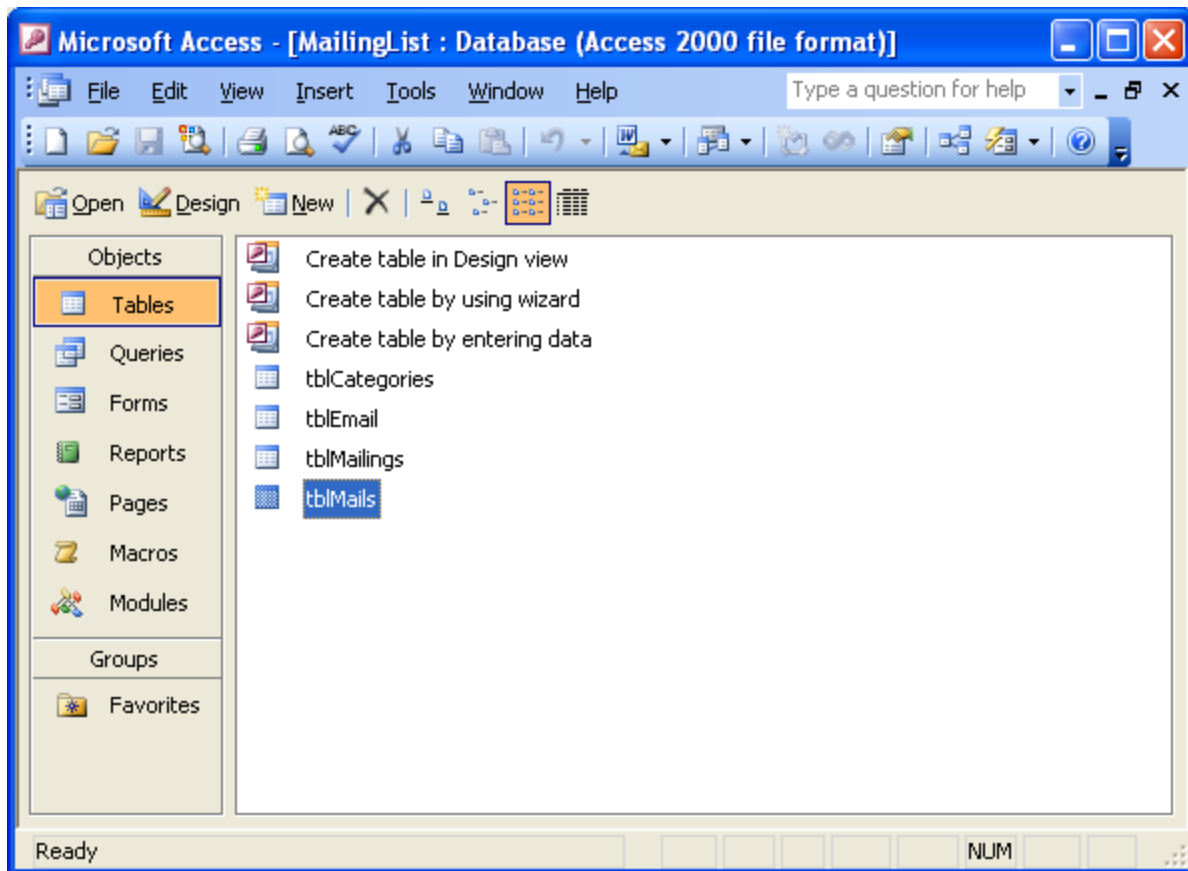 Microsoft Access - [MailingList : Database (Access 2000 file format)]
File Edit View Insert Tools Window Help Type a question for help
ABC W
Open Design New
Objects
Tables
Queries
Forms
Reports
Pages
Macros
Modules
Groups
Favorites
Create table in Design view
Create table by using wizard
Create table by entering data
tblCategories
tblEmail
tblMailings
tblMails
Ready NUM